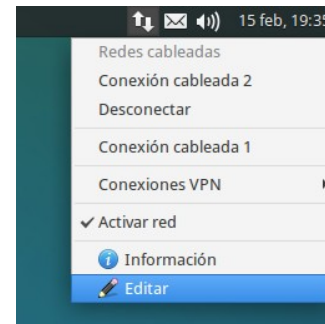 15 feb, 19:35
Redes cableadas
Conexión cableada 2
Desconectar
Conexión cableada 1
Conexiones VPN
Activar red
Información
Editar